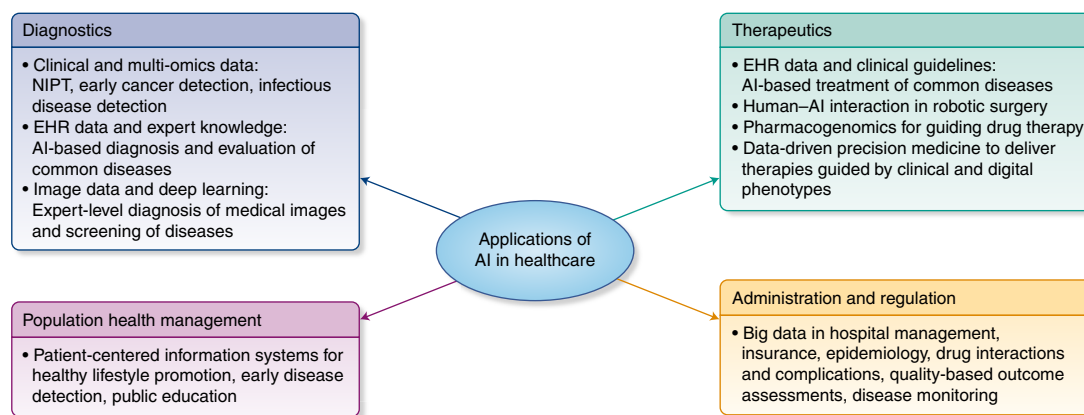 Diagnostics
• Clinical and multi-omics data:
NIPT, early cancer detection, infectious
disease detection
• EHR data and expert knowledge:
AI-based diagnosis and evaluation of
common diseases
• Image data and deep learning:
Expert-level diagnosis of medical images
and screening of diseases
Therapeutics
• EHR data and clinical guidelines:
AI-based treatment of common diseases
• Human–AI interaction in robotic surgery
• Pharmacogenomics for guiding drug therapy
• Data-driven precision medicine to deliver
therapies guided by clinical and digital
phenotypes
Applications of
AI in healthcare
Population health management
• Patient-centered information systems for
healthy lifestyle promotion, early disease
detection, public education
Administration and regulation
• Big data in hospital management,
insurance, epidemiology, drug interactions
and complications, quality-based outcome
assessments, disease monitoring